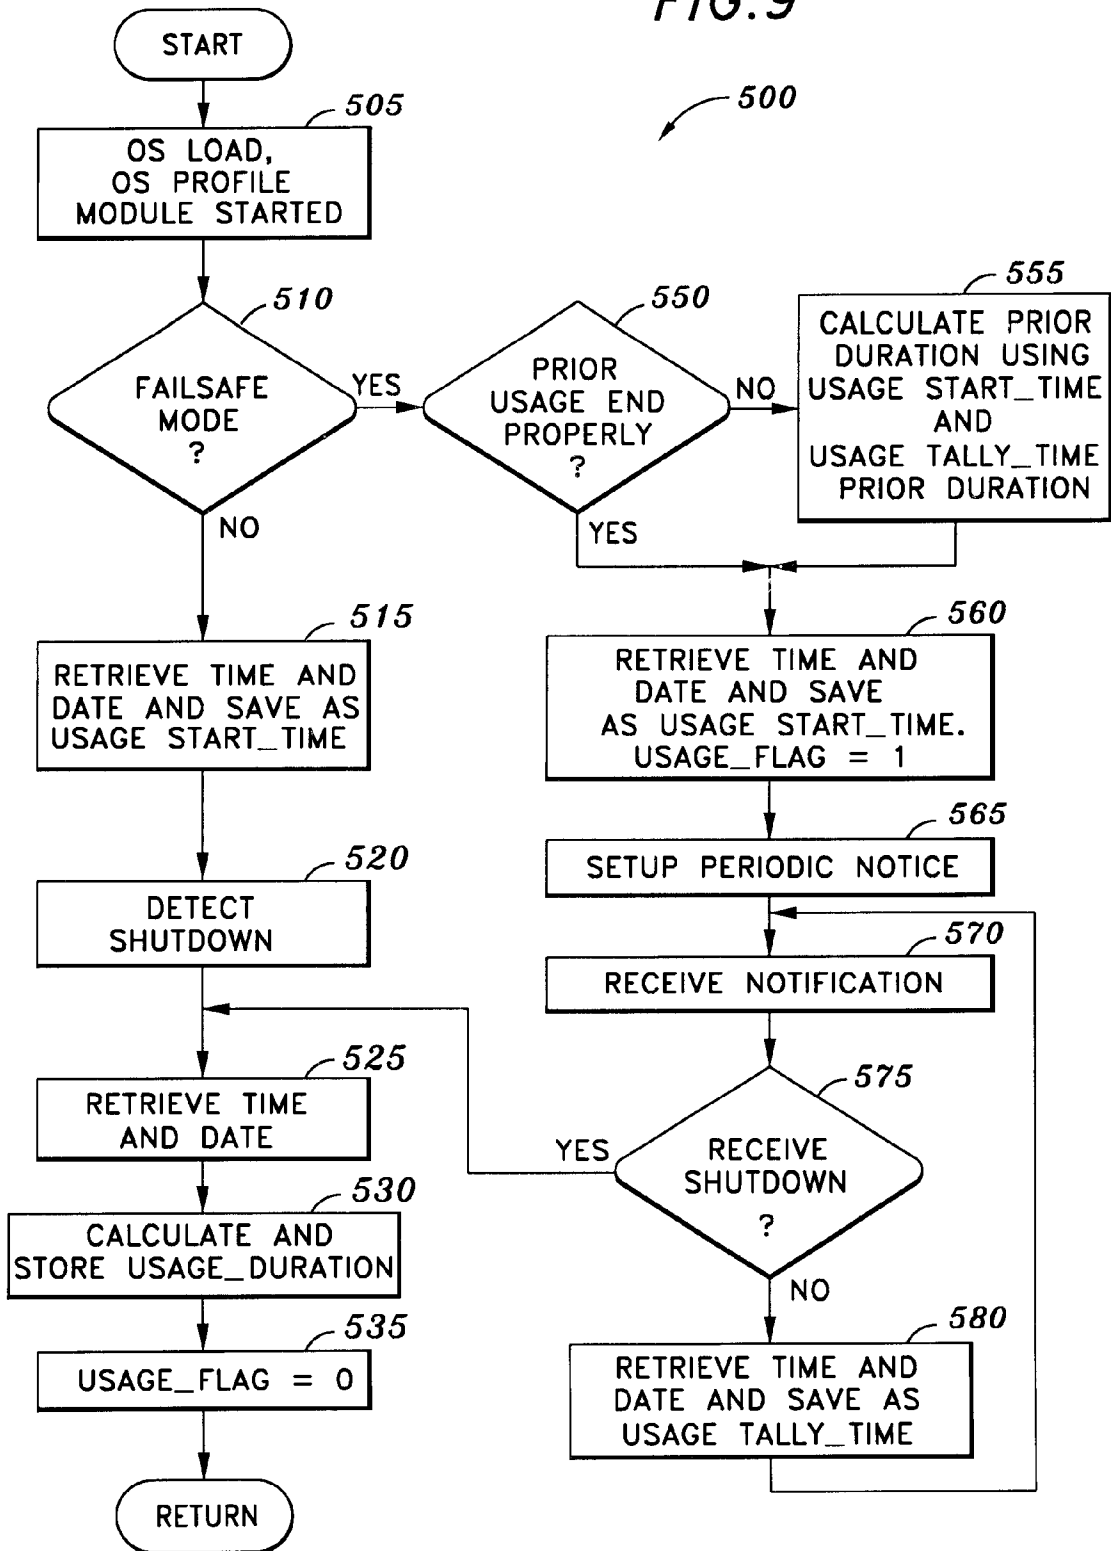 FIG.9
500
START
505
OS LOAD,
OS PROFILE
MODULE STARTED
510
FAILSAFE
MODE
?
YES
NO
550
PRIOR
USAGE END
PROPERLY
?
NO
YES
555
CALCULATE PRIOR
DURATION USING
USAGE START_TIME
AND
USAGE TALLY_TIME
PRIOR DURATION
515
RETRIEVE TIME AND
DATE AND SAVE AS
USAGE START_TIME
520
DETECT
SHUTDOWN
525
RETRIEVE TIME
AND DATE
530
CALCULATE AND
STORE USAGE_DURATION
535
USAGE_FLAG = 0
RETURN
560
RETRIEVE TIME AND
DATE AND SAVE
AS USAGE START_TIME.
USAGE_FLAG = 1
565
SETUP PERIODIC NOTICE
570
RECEIVE NOTIFICATION
575
RECEIVE
SHUTDOWN
?
YES
NO
580
RETRIEVE TIME AND
DATE AND SAVE AS
USAGE TALLY_TIME